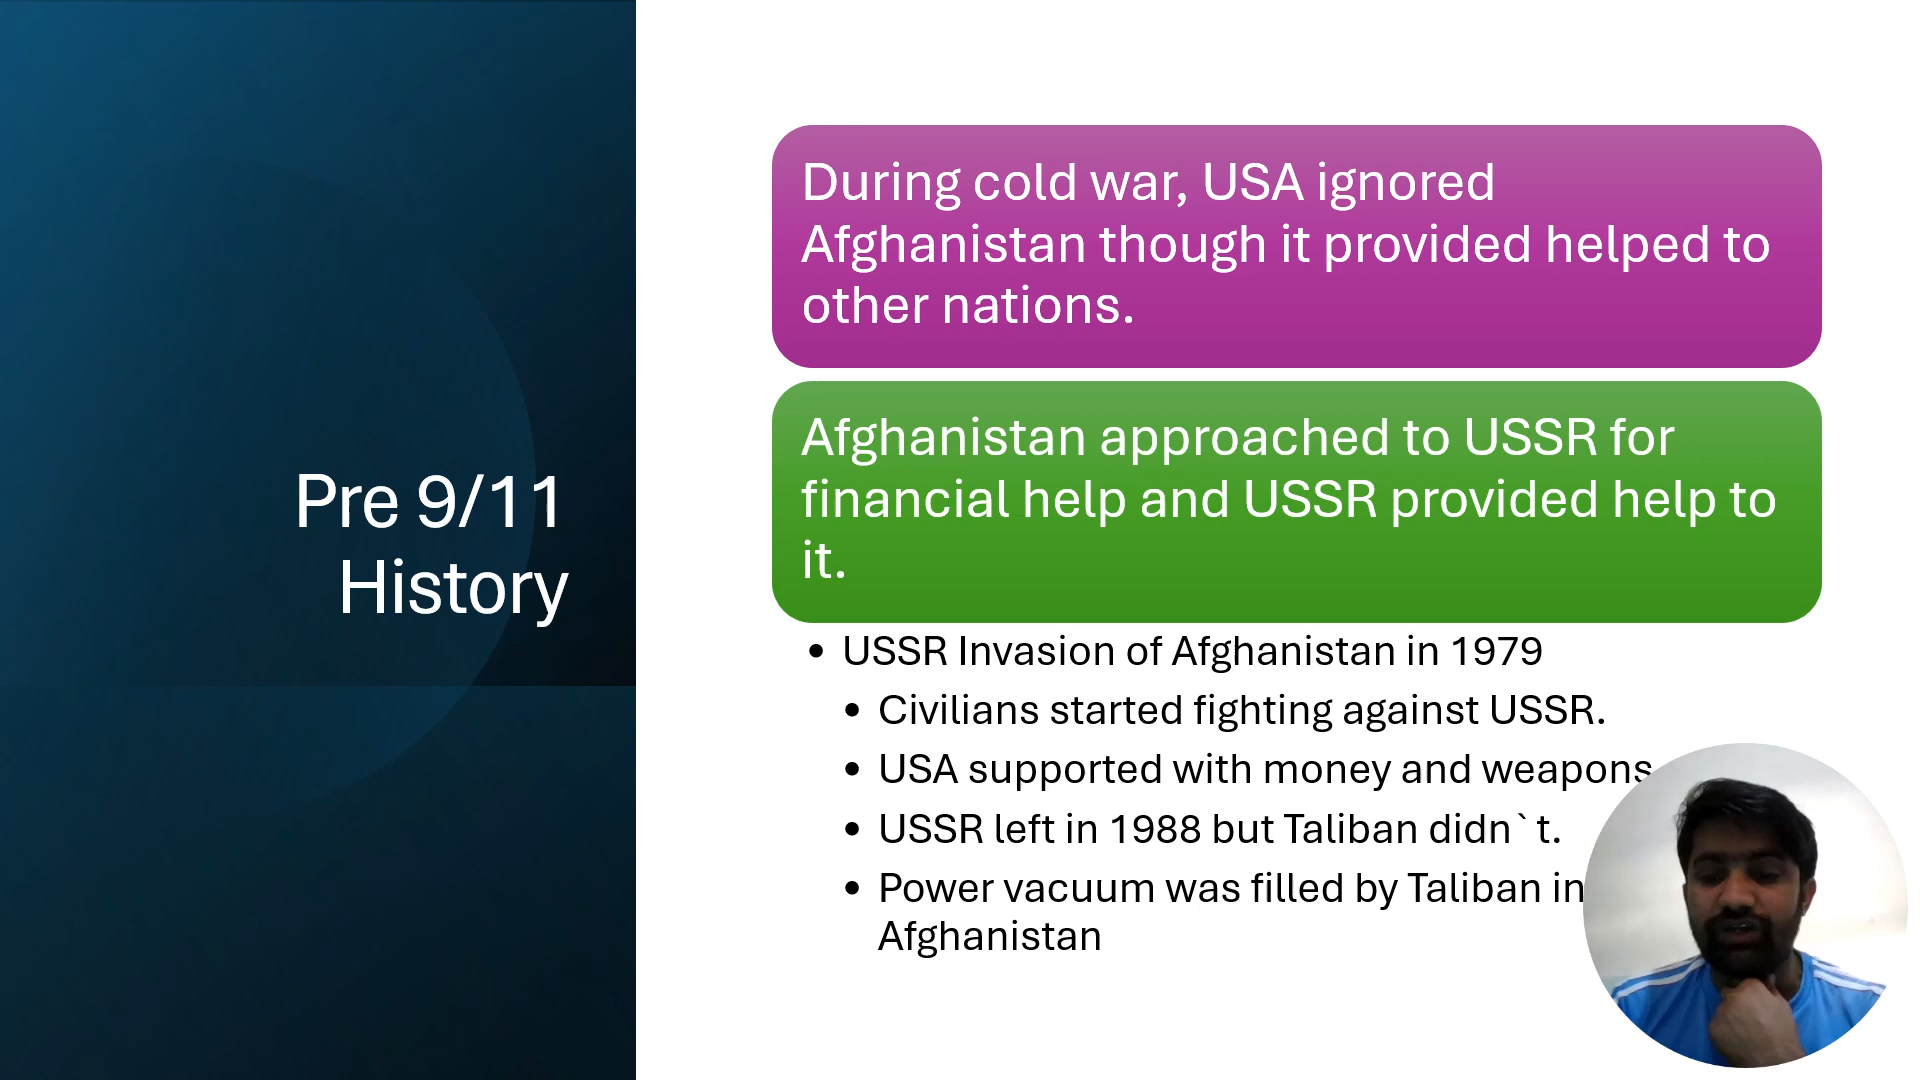 Pre 9/11
History
During cold war, USA ignored
Afghanistan though it provided helped to
other nations.
Afghanistan approached to USSR for
financial help and USSR provided help to
it.
• USSR Invasion of Afghanistan in 1979
• Civilians started fighting against USSR.
• USA supported with money and weapons
• USSR left in 1988 but Taliban didn`t.
• Power vacuum was filled by Taliban in
Afghanistan